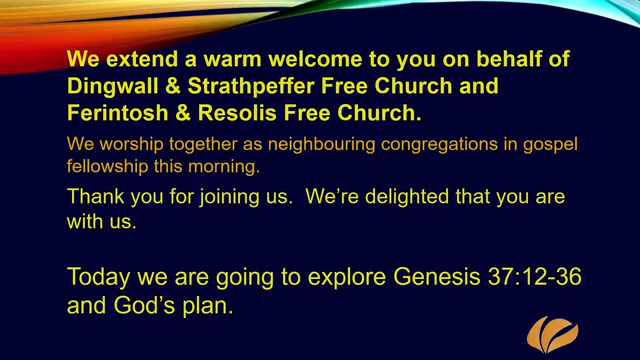 We extend a warm welcome to you on behalf of
Dingwall & Strathpeffer Free Church and
Ferintosh & Resolis Free Church.
We worship together as neighbouring congregations in gospel
fellowship this morning.
Thank you for joining us.  We’re delighted that you are
with us.
Today we are going to explore Genesis 37:12-36
and God’s plan.